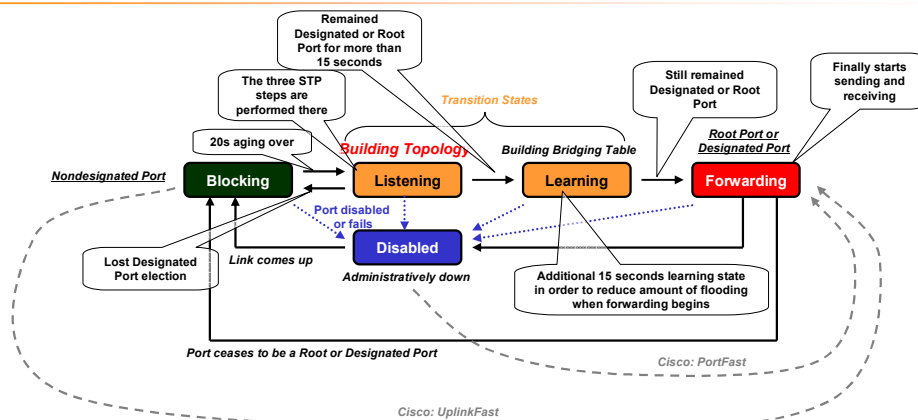 Remained
Designated or Root
Port for more than
15 seconds
The three STP
steps are
performed there
Still remained
Designated or Root
Port
Finally starts
sending and
receiving
Transition States
20s aging over
Building Topology
Building Bridging Table
Root Port or
Designated Port
Nondesignated Port
Blocking
Listening
Learning
Forwarding
Port disabled
or fails
Disabled
Lost Designated
Port election
Link comes up
Administratively down
Additional 15 seconds learning state
in order to reduce amount of flooding
when forwarding begins
Port ceases to be a Root or Designated Port
Cisco: PortFast
Cisco: UplinkFast